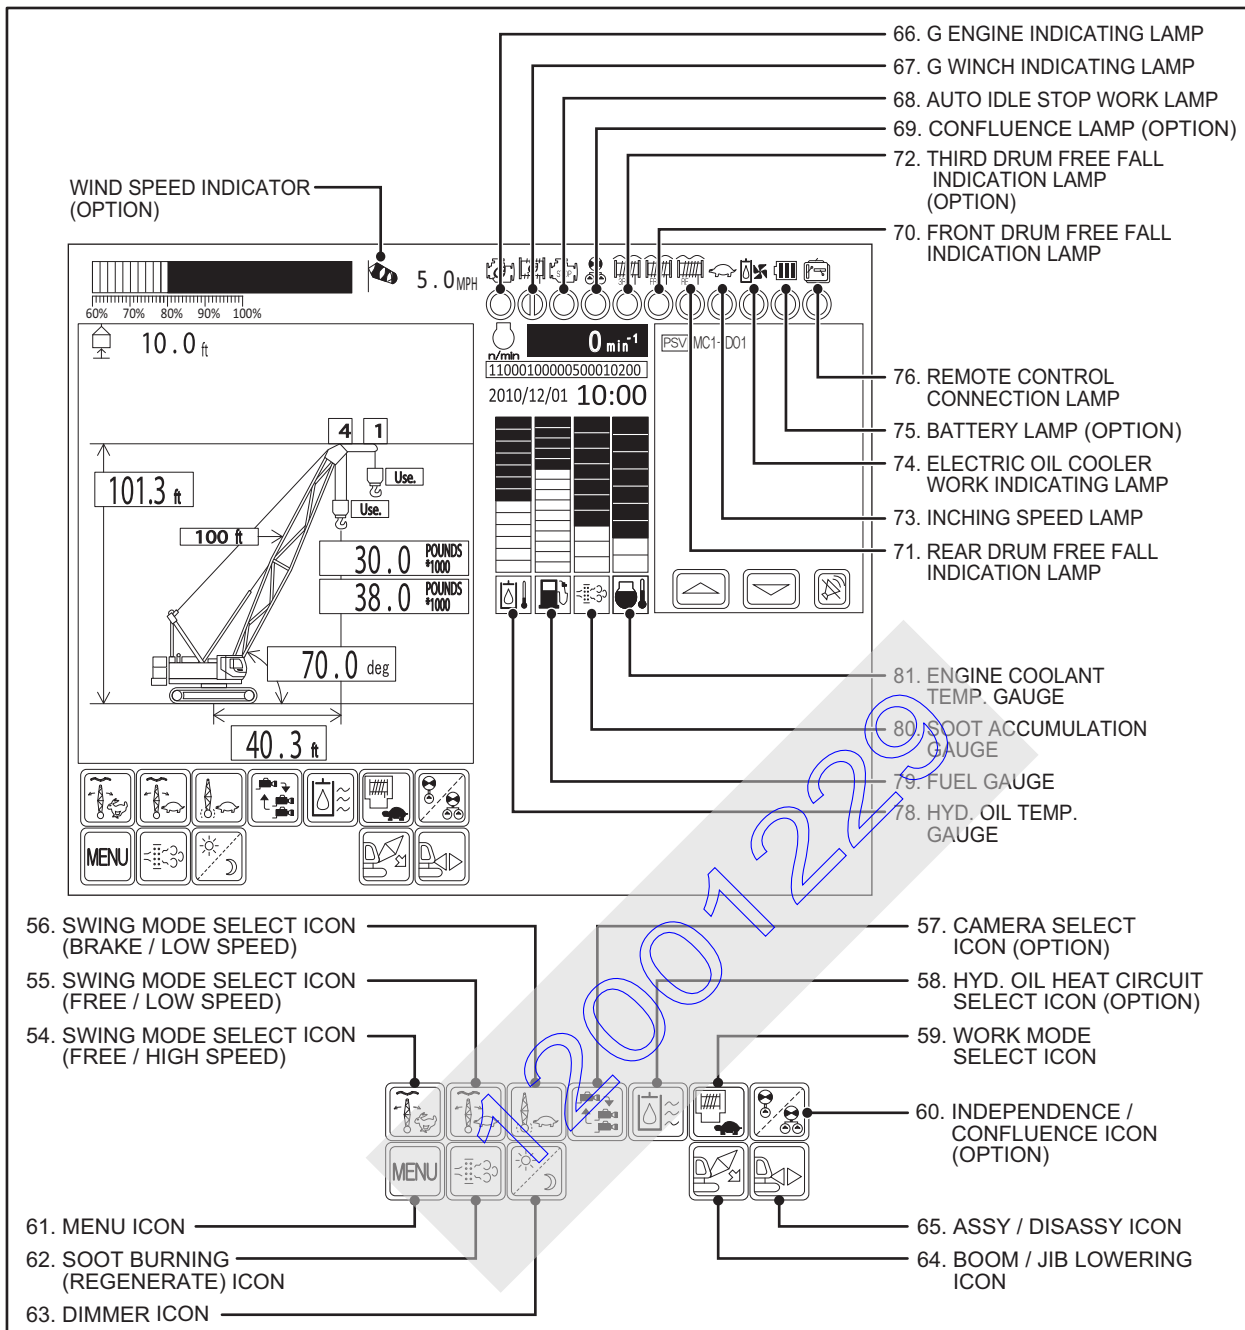 66. G ENGINE INDICATING LAMP
67. G WINCH INDICATING LAMP
68. AUTO IDLE STOP WORK LAMP
69. CONFLUENCE LAMP (OPTION)
72. THIRD DRUM FREE FALL
INDICATION LAMP
(OPTION)
70. FRONT DRUM FREE FALL
INDICATION LAMP
WIND SPEED INDICATOR
(OPTION)
5.0 MPH
STOP
60% 70% 80% 90% 100%
10.0 ft
n/min
0 min-1
11000100000500010200
2010/12/01 10:00
PSV MC1-D01
76. REMOTE CONTROL
CONNECTION LAMP
75. BATTERY LAMP (OPTION)
74. ELECTRIC OIL COOLER
WORK INDICATING LAMP
73. INCHING SPEED LAMP
71. REAR DRUM FREE FALL
INDICATION LAMP
4 1
Use.
Use.
101.3 ft
100 ft
30.0 POUNDS *1000
38.0 POUNDS *1000
70.0 deg
40.3 ft
81. ENGINE COOLANT
TEMP. GAUGE
80. SOOT ACCUMULATION
GAUGE
79. FUEL GAUGE
78. HYD. OIL TEMP.
GAUGE
MENU
56. SWING MODE SELECT ICON
(BRAKE / LOW SPEED)
55. SWING MODE SELECT ICON
(FREE / LOW SPEED)
54. SWING MODE SELECT ICON
(FREE / HIGH SPEED)
57. CAMERA SELECT
ICON (OPTION)
58. HYD. OIL HEAT CIRCUIT
SELECT ICON (OPTION)
59. WORK MODE
SELECT ICON
60. INDEPENDENCE /
CONFLUENCE ICON
(OPTION)
MENU
61. MENU ICON
62. SOOT BURNING
(REGENERATE) ICON
63. DIMMER ICON
65. ASSY / DISASSY ICON
64. BOOM / JIB LOWERING
ICON
12001229